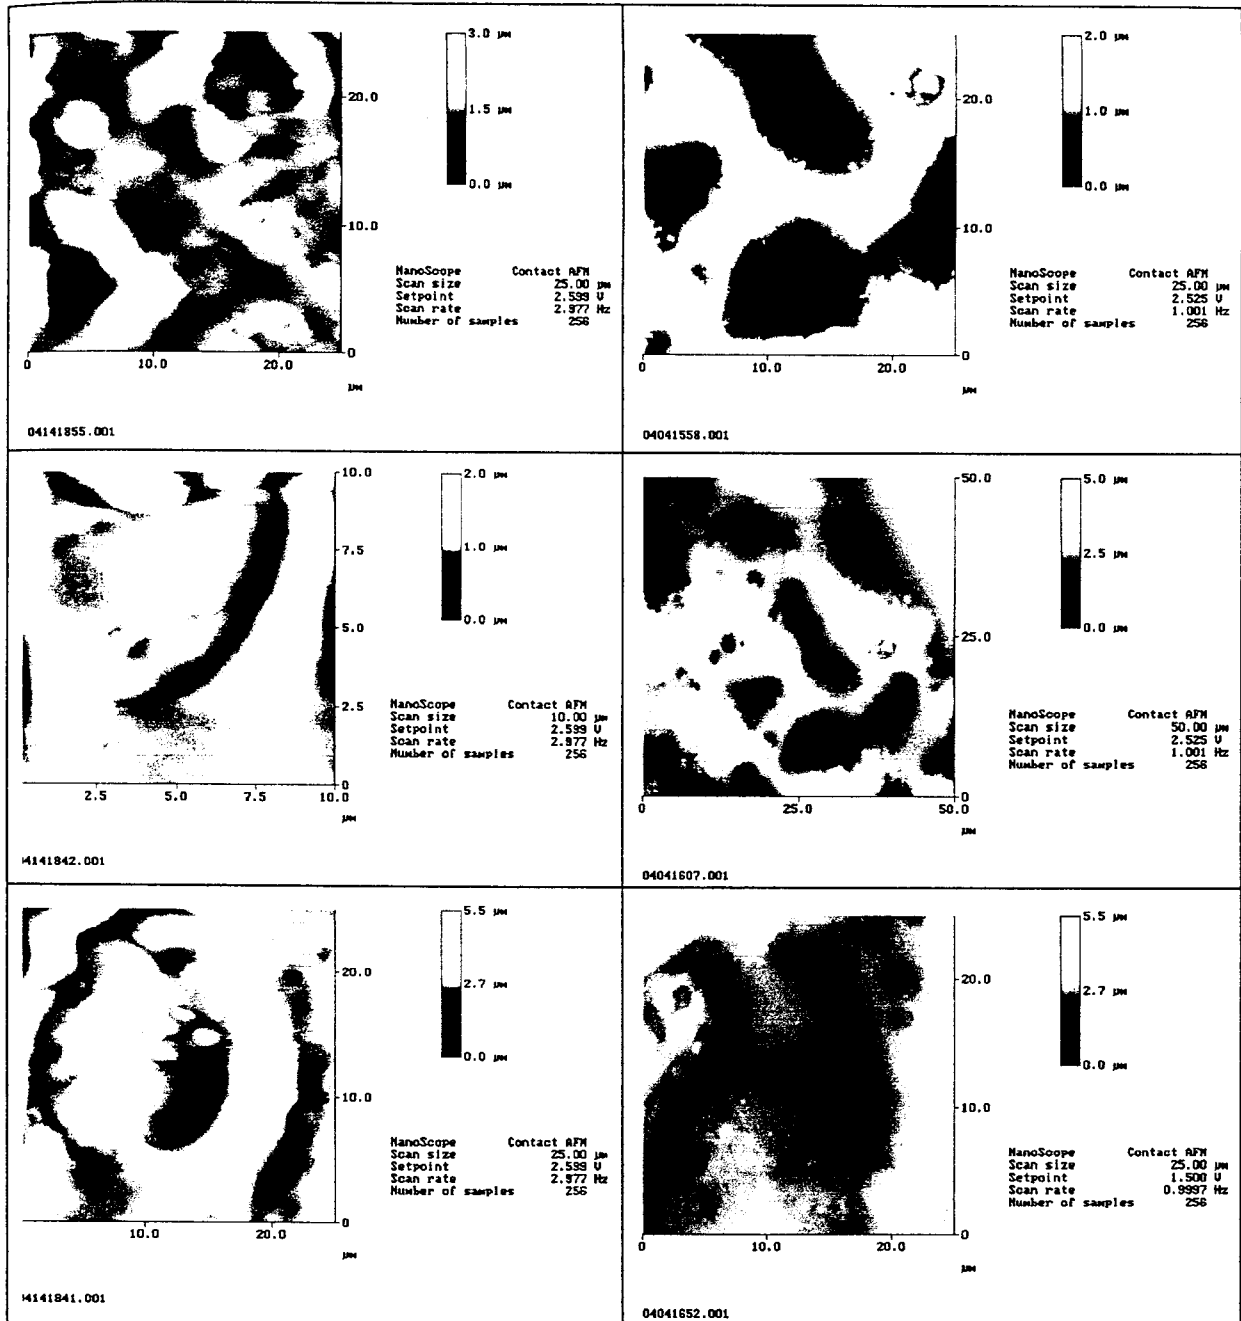 3.0 µm
1.5 µm
0.0 µm
20.0
10.0
0
0 10.0 20.0
µm
NanoScope Contact AFM
Scan size 25.00 µm
Setpoint 2.599 V
Scan rate 2.977 Hz
Number of samples 256
04141855.001
2.0 µm
1.0 µm
0.0 µm
20.0
10.0
0
0 10.0 20.0
µm
NanoScope Contact AFM
Scan size 25.00 µm
Setpoint 2.525 V
Scan rate 1.001 Hz
Number of samples 256
04041558.001
2.0 µm
1.0 µm
0.0 µm
10.0
7.5
5.0
2.5
0
2.5 5.0 7.5 10.0
µm
NanoScope Contact AFM
Scan size 10.00 µm
Setpoint 2.599 V
Scan rate 2.977 Hz
Number of samples 256
04141842.001
5.0 µm
2.5 µm
0.0 µm
50.0
25.0
0
0 25.0 50.0
µm
NanoScope Contact AFM
Scan size 50.00 µm
Setpoint 2.525 V
Scan rate 1.001 Hz
Number of samples 256
04041607.001
5.5 µm
2.7 µm
0.0 µm
20.0
10.0
0
10.0 20.0
µm
NanoScope Contact AFM
Scan size 25.00 µm
Setpoint 2.599 V
Scan rate 2.977 Hz
Number of samples 256
04141841.001
5.5 µm
2.7 µm
0.0 µm
20.0
10.0
0
0 10.0 20.0
µm
NanoScope Contact AFM
Scan size 25.00 µm
Setpoint 1.500 V
Scan rate 0.9997 Hz
Number of samples 256
04041652.001